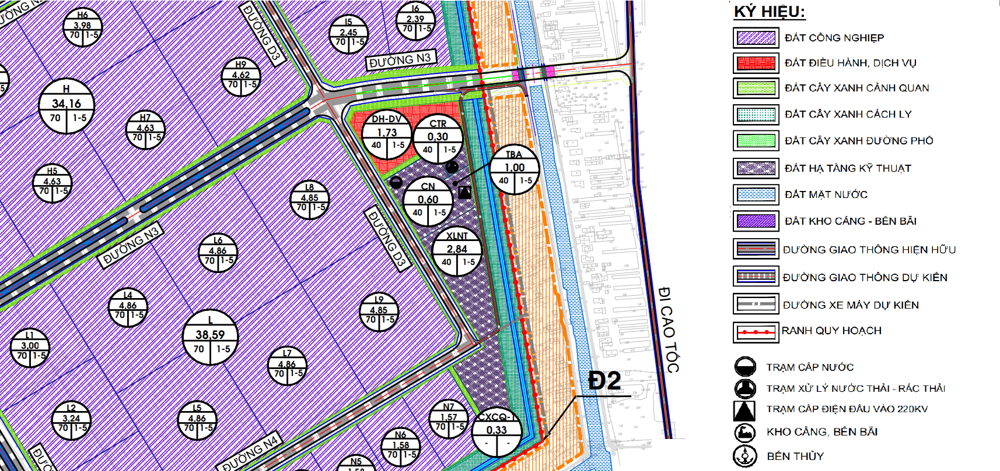 H6
3,98
70 1-5
I5
2,45
70 1-5
I6
2,39
70 1-5
ĐƯỜNG D3
ĐƯỜNG N3
H9
4,62
70 1-5
H
34,16
70 1-5
H7
4,63
70 1-5
DH-DV
1,73
40 1-5
CTR
0,30
40 1-5
TBA
1,00
40 1-5
H5
4,63
70 1-5
L8
4,85
70 1-5
CN
0,60
40 1-5
ĐƯỜNG N3
ĐƯỜNG D3
L6
4,86
70 1-5
XLNT
2,84
40 1-5
L4
4,86
70 1-5
L9
4,85
70 1-5
L
38,59
70 1-5
L1
3,00
70 1-5
L7
4,86
70 1-5
ĐI CAO TỐC
Đ2
L2
3,24
70 1-5
L5
4,86
70 1-5
N7
1,57
70 1-5
CXCQ-1
0,33
- -
N6
1,58
70 1-5
ĐƯỜNG N4
N5
KÝ HIỆU:
ĐẤT CÔNG NGHIỆP
ĐẤT ĐIỀU HÀNH, DỊCH VỤ
ĐẤT CÂY XANH CẢNH QUAN
ĐẤT CÂY XANH CÁCH LY
ĐẤT CÂY XANH ĐƯỜNG PHỐ
ĐẤT HẠ TẦNG KỸ THUẬT
ĐẤT MẶT NƯỚC
ĐẤT KHO CẢNG - BẾN BÃI
ĐƯỜNG GIAO THÔNG HIỆN HỮU
ĐƯỜNG GIAO THÔNG DỰ KIẾN
ĐƯỜNG XE MÁY DỰ KIẾN
RANH QUY HOẠCH
TRẠM CẤP NƯỚC
TRẠM XỬ LÝ NƯỚC THẢI - RÁC THẢI
TRẠM CẤP ĐIỆN ĐẦU VÀO 220KV
KHO CẢNG, BẾN BÃI
BẾN THỦY